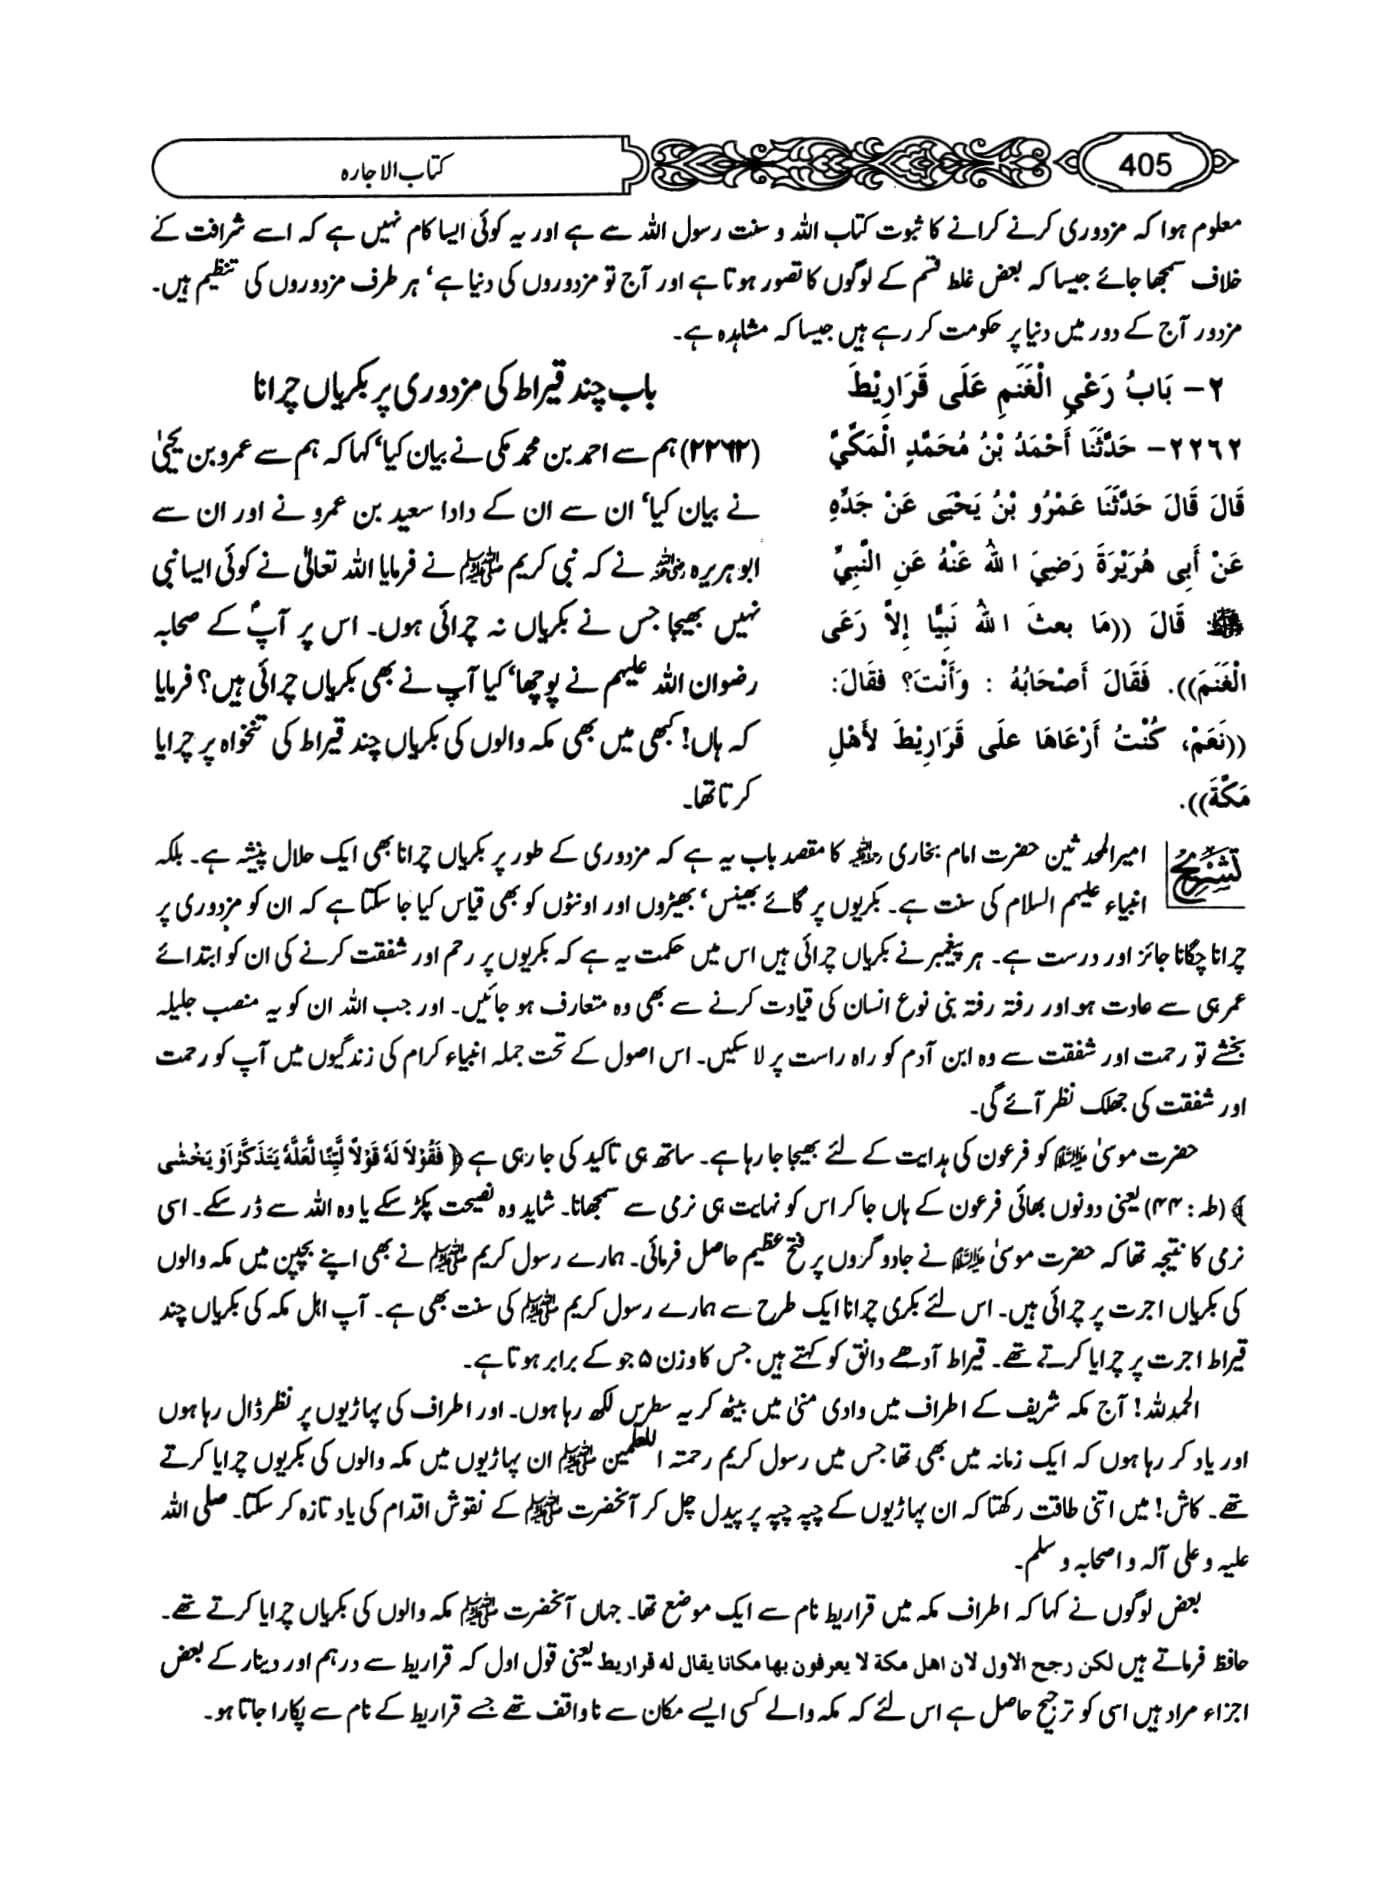 405
کتاب الاجارہ
معلوم ہوا کہ مزدوری کرنے کرانے کا ثبوت کتاب اللہ و سنت رسول اللہ سے ہے اور یہ کوئی ایسا کام نہیں ہے کہ اسے شرافت کے
خلاف سمجھا جائے جیسا کہ بعض غلط قسم کے لوگوں کا تصور ہوتا ہے اور آج تو مزدوروں کی دنیا ہے' ہر طرف مزدوروں کی تنظیم ہیں۔
مزدور آج کے دور میں دنیا پر حکومت کر رہے ہیں جیسا کہ مشاہدہ ہے۔
٢- بَابُ رَعْيِ الْغَنَمِ عَلَى قَرَارِيْطَ
٢٢٦٢- حَدَّثَنَا أَحْمَدُ بْنُ مُحَمَّدٍ الْمَكِّيُّ
قَالَ قَالَ حَدَّثَنَا عَمْرُو بْنُ يَحْيَى عَنْ جَدِّهِ
عَنْ أَبِي هُرَيْرَةَ رَضِيَ اللهُ عَنْهُ عَنِ النَّبِيِّ
ﷺ قَالَ ((مَا بعثَ اللهُ نَبِيًّا إِلاَّ رَعَى
الْغَنَمَ)). فَقَالَ أَصْحَابُهُ : وَأَنْتَ؟ فقَالَ:
((نَعَمْ، كُنْتُ أَرْعَاهَا علَى قَرَارِيْطَ لأَهْلِ
مَكَّةَ)).
باب چند قیراط کی مزدوری پر بکریاں چرانا
(۲۲۶۲) ہم سے احمد بن محمد مکی نے بیان کیا' کہا کہ ہم سے عمرو بن یحییٰ
نے بیان کیا' ان سے ان کے دادا سعید بن عمرو نے اور ان سے
ابو ہریرہ رضی اللہ عنہ نے کہ نبی کریم ﷺ نے فرمایا اللہ تعالیٰ نے کوئی ایسا نبی
نہیں بھیجا جس نے بکریاں نہ چرائی ہوں۔ اس پر آپؐ کے صحابہ
رضوان اللہ علیہم نے پوچھا' کیا آپ نے بھی بکریاں چرائی ہیں؟ فرمایا
کہ ہاں! کبھی میں بھی مکہ والوں کی بکریاں چند قیراط کی تنخواہ پر چرایا
کرتا تھا۔
تشریح امیرالمحدثین حضرت امام بخاری رحمۃ اللہ علیہ کا مقصد باب یہ ہے کہ مزدوری کے طور پر بکریاں چرانا بھی ایک حلال پیشہ ہے۔ بلکہ
انبیاء علیہم السلام کی سنت ہے۔ بکریوں پر گائے بھینس' بھیڑوں اور اونٹوں کو بھی قیاس کیا جا سکتا ہے کہ ان کو مزدوری پر
چرانا چگانا جائز اور درست ہے۔ ہر پیغمبر نے بکریاں چرائی ہیں اس میں حکمت یہ ہے کہ بکریوں پر رحم اور شفقت کرنے کی ان کو ابتدائے
عمر ہی سے عادت ہو اور رفتہ رفتہ بنی نوع انسان کی قیادت کرنے سے بھی وہ متعارف ہو جائیں۔ اور جب اللہ ان کو یہ منصب جلیلہ
بخشے تو رحمت اور شفقت سے وہ ابن آدم کو راہ راست پر لا سکیں۔ اس اصول کے تحت جملہ انبیاء کرام کی زندگیوں میں آپ کو رحمت
اور شفقت کی جھلک نظر آئے گی۔
حضرت موسیٰ علیہ السلام کو فرعون کی ہدایت کے لئے بھیجا جا رہا ہے۔ ساتھ ہی تاکید کی جا رہی ہے ﴿ فَقُوْلاَ لَهٗ قَوْلاً لَّيِّنًا لَّعَلَّهٗ يَتَذَكَّرُ اَوْ يَخْشٰى
﴾ (طہ: ۴۴) یعنی دونوں بھائی فرعون کے ہاں جا کر اس کو نہایت ہی نرمی سے سمجھانا۔ شاید وہ نصیحت پکڑ سکے یا وہ اللہ سے ڈر سکے۔ اسی
نرمی کا نتیجہ تھا کہ حضرت موسیٰ علیہ السلام نے جادو گروں پر فتح عظیم حاصل فرمائی۔ ہمارے رسول کریم ﷺ نے بھی اپنے بچپن میں مکہ والوں
کی بکریاں اجرت پر چرائی ہیں۔ اس لئے بکری چرانا ایک طرح سے ہمارے رسول کریم ﷺ کی سنت بھی ہے۔ آپ اہل مکہ کی بکریاں چند
قیراط اجرت پر چرایا کرتے تھے۔ قیراط آدھے دانق کو کہتے ہیں جس کا وزن ۵ جو کے برابر ہوتا ہے۔
الحمدللہ! آج مکہ شریف کے اطراف میں وادی منیٰ میں بیٹھ کر یہ سطریں لکھ رہا ہوں۔ اور اطراف کی پہاڑیوں پر نظر ڈال رہا ہوں
اور یاد کر رہا ہوں کہ ایک زمانہ میں بھی تھا جس میں رسول کریم رحمتہ اللعلمین ﷺ ان پہاڑیوں میں مکہ والوں کی بکریوں چرایا کرتے
تھے۔ کاش! میں اتنی طاقت رکھتا کہ ان پہاڑیوں کے چپہ چپہ پر پیدل چل کر آنحضرت ﷺ کے نقوش اقدام کی یاد تازہ کر سکتا۔ صلی اللہ
علیہ و علی آلہ و اصحابہ وسلم۔
بعض لوگوں نے کہا کہ اطراف مکہ میں قراریط نام سے ایک موضع تھا۔ جہاں آنحضرت ﷺ مکہ والوں کی بکریاں چرایا کرتے تھے۔
حافظ فرماتے ہیں لکن رجح الاول لان اهل مكة لا يعرفون بها مكانا يقال له قراريط یعنی قول اول کہ قراریط سے درہم اور دینار کے بعض
اجزاء مراد ہیں اسی کو ترجیح حاصل ہے اس لئے کہ مکہ والے کسی ایسے مکان سے ناواقف تھے جسے قراریط کے نام سے پکارا جاتا ہو۔